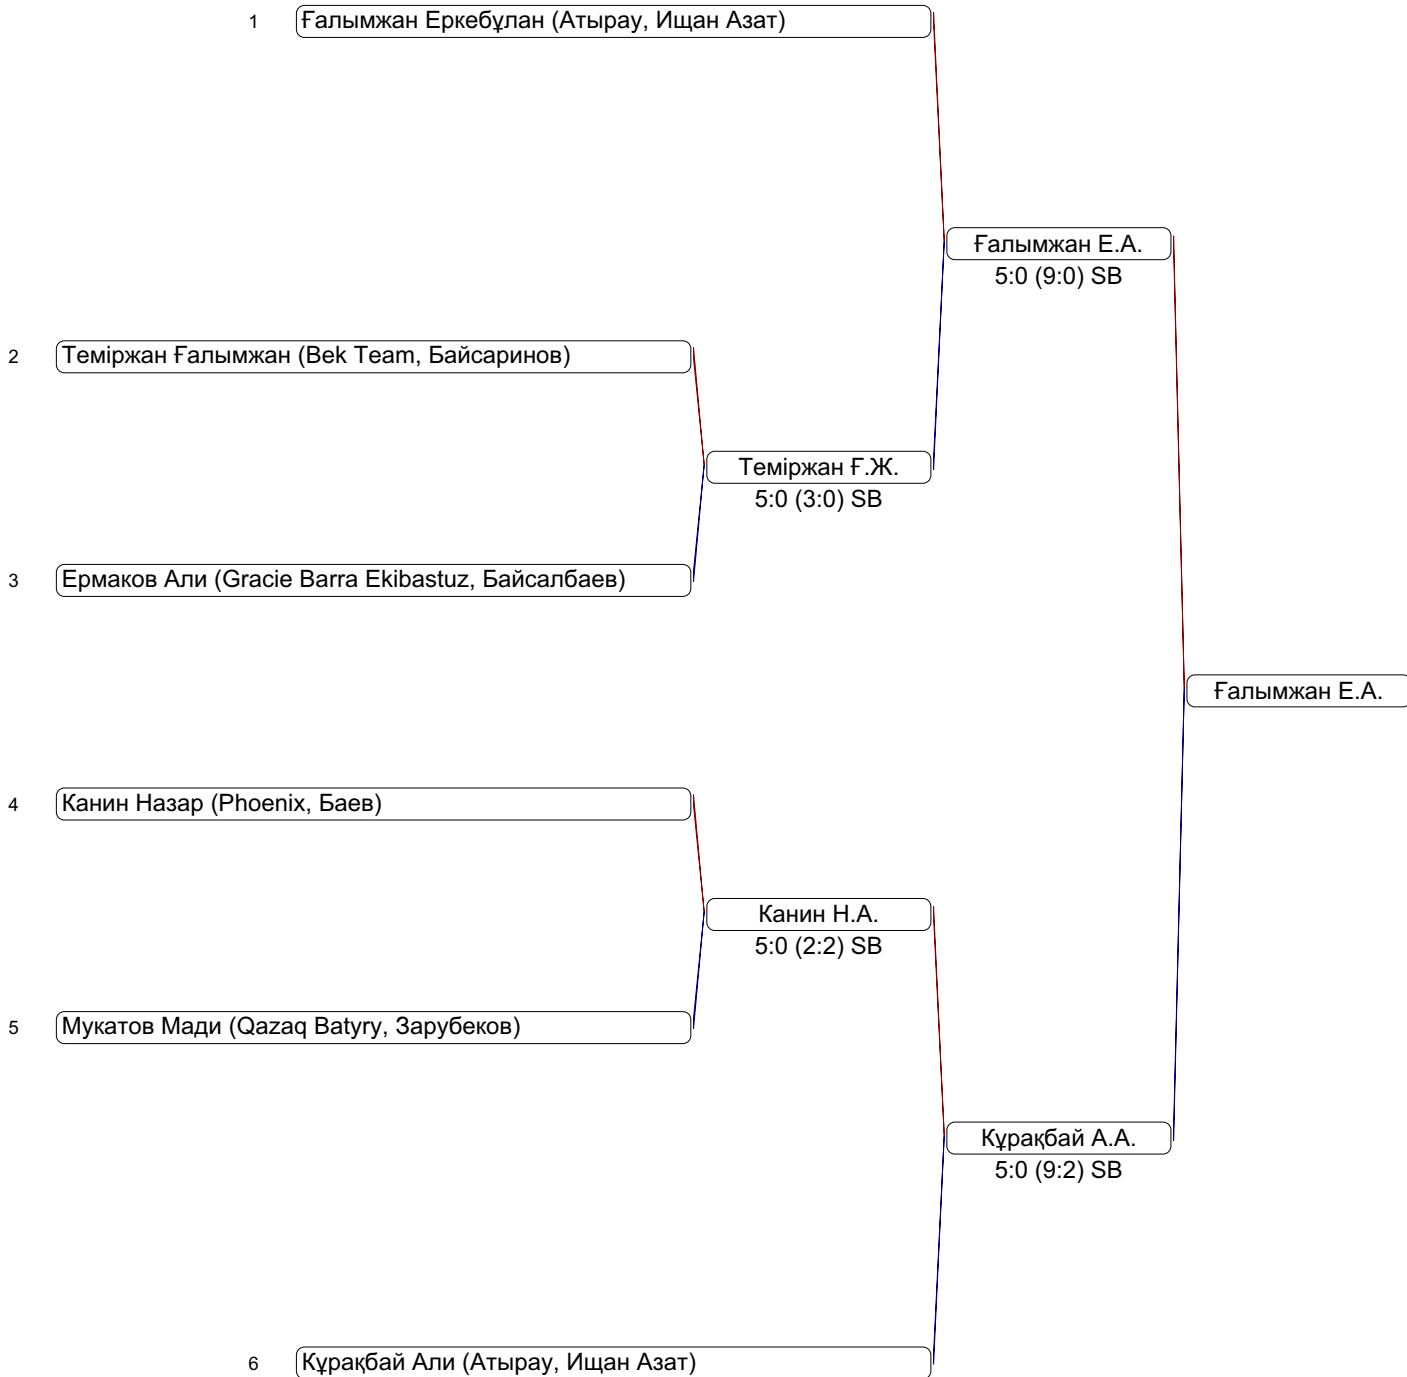 1 Ғалымжан Еркебұлан (Атырау, Ищан Азат)
Ғалымжан Е.А.
5:0 (9:0) SB
2 Теміржан Ғалымжан (Bek Team, Байсаринов)
Теміржан Ғ.Ж.
5:0 (3:0) SB
3 Ермаков Али (Gracie Barra Ekibastuz, Байсалбаев)
Ғалымжан Е.А.
4 Канин Назар (Phoenix, Баев)
Канин Н.А.
5:0 (2:2) SB
5 Мукатов Мади (Qazaq Batyry, Зарубеков)
Құрақбай А.А.
5:0 (9:2) SB
6 Құрақбай Али (Атырау, Ищан Азат)